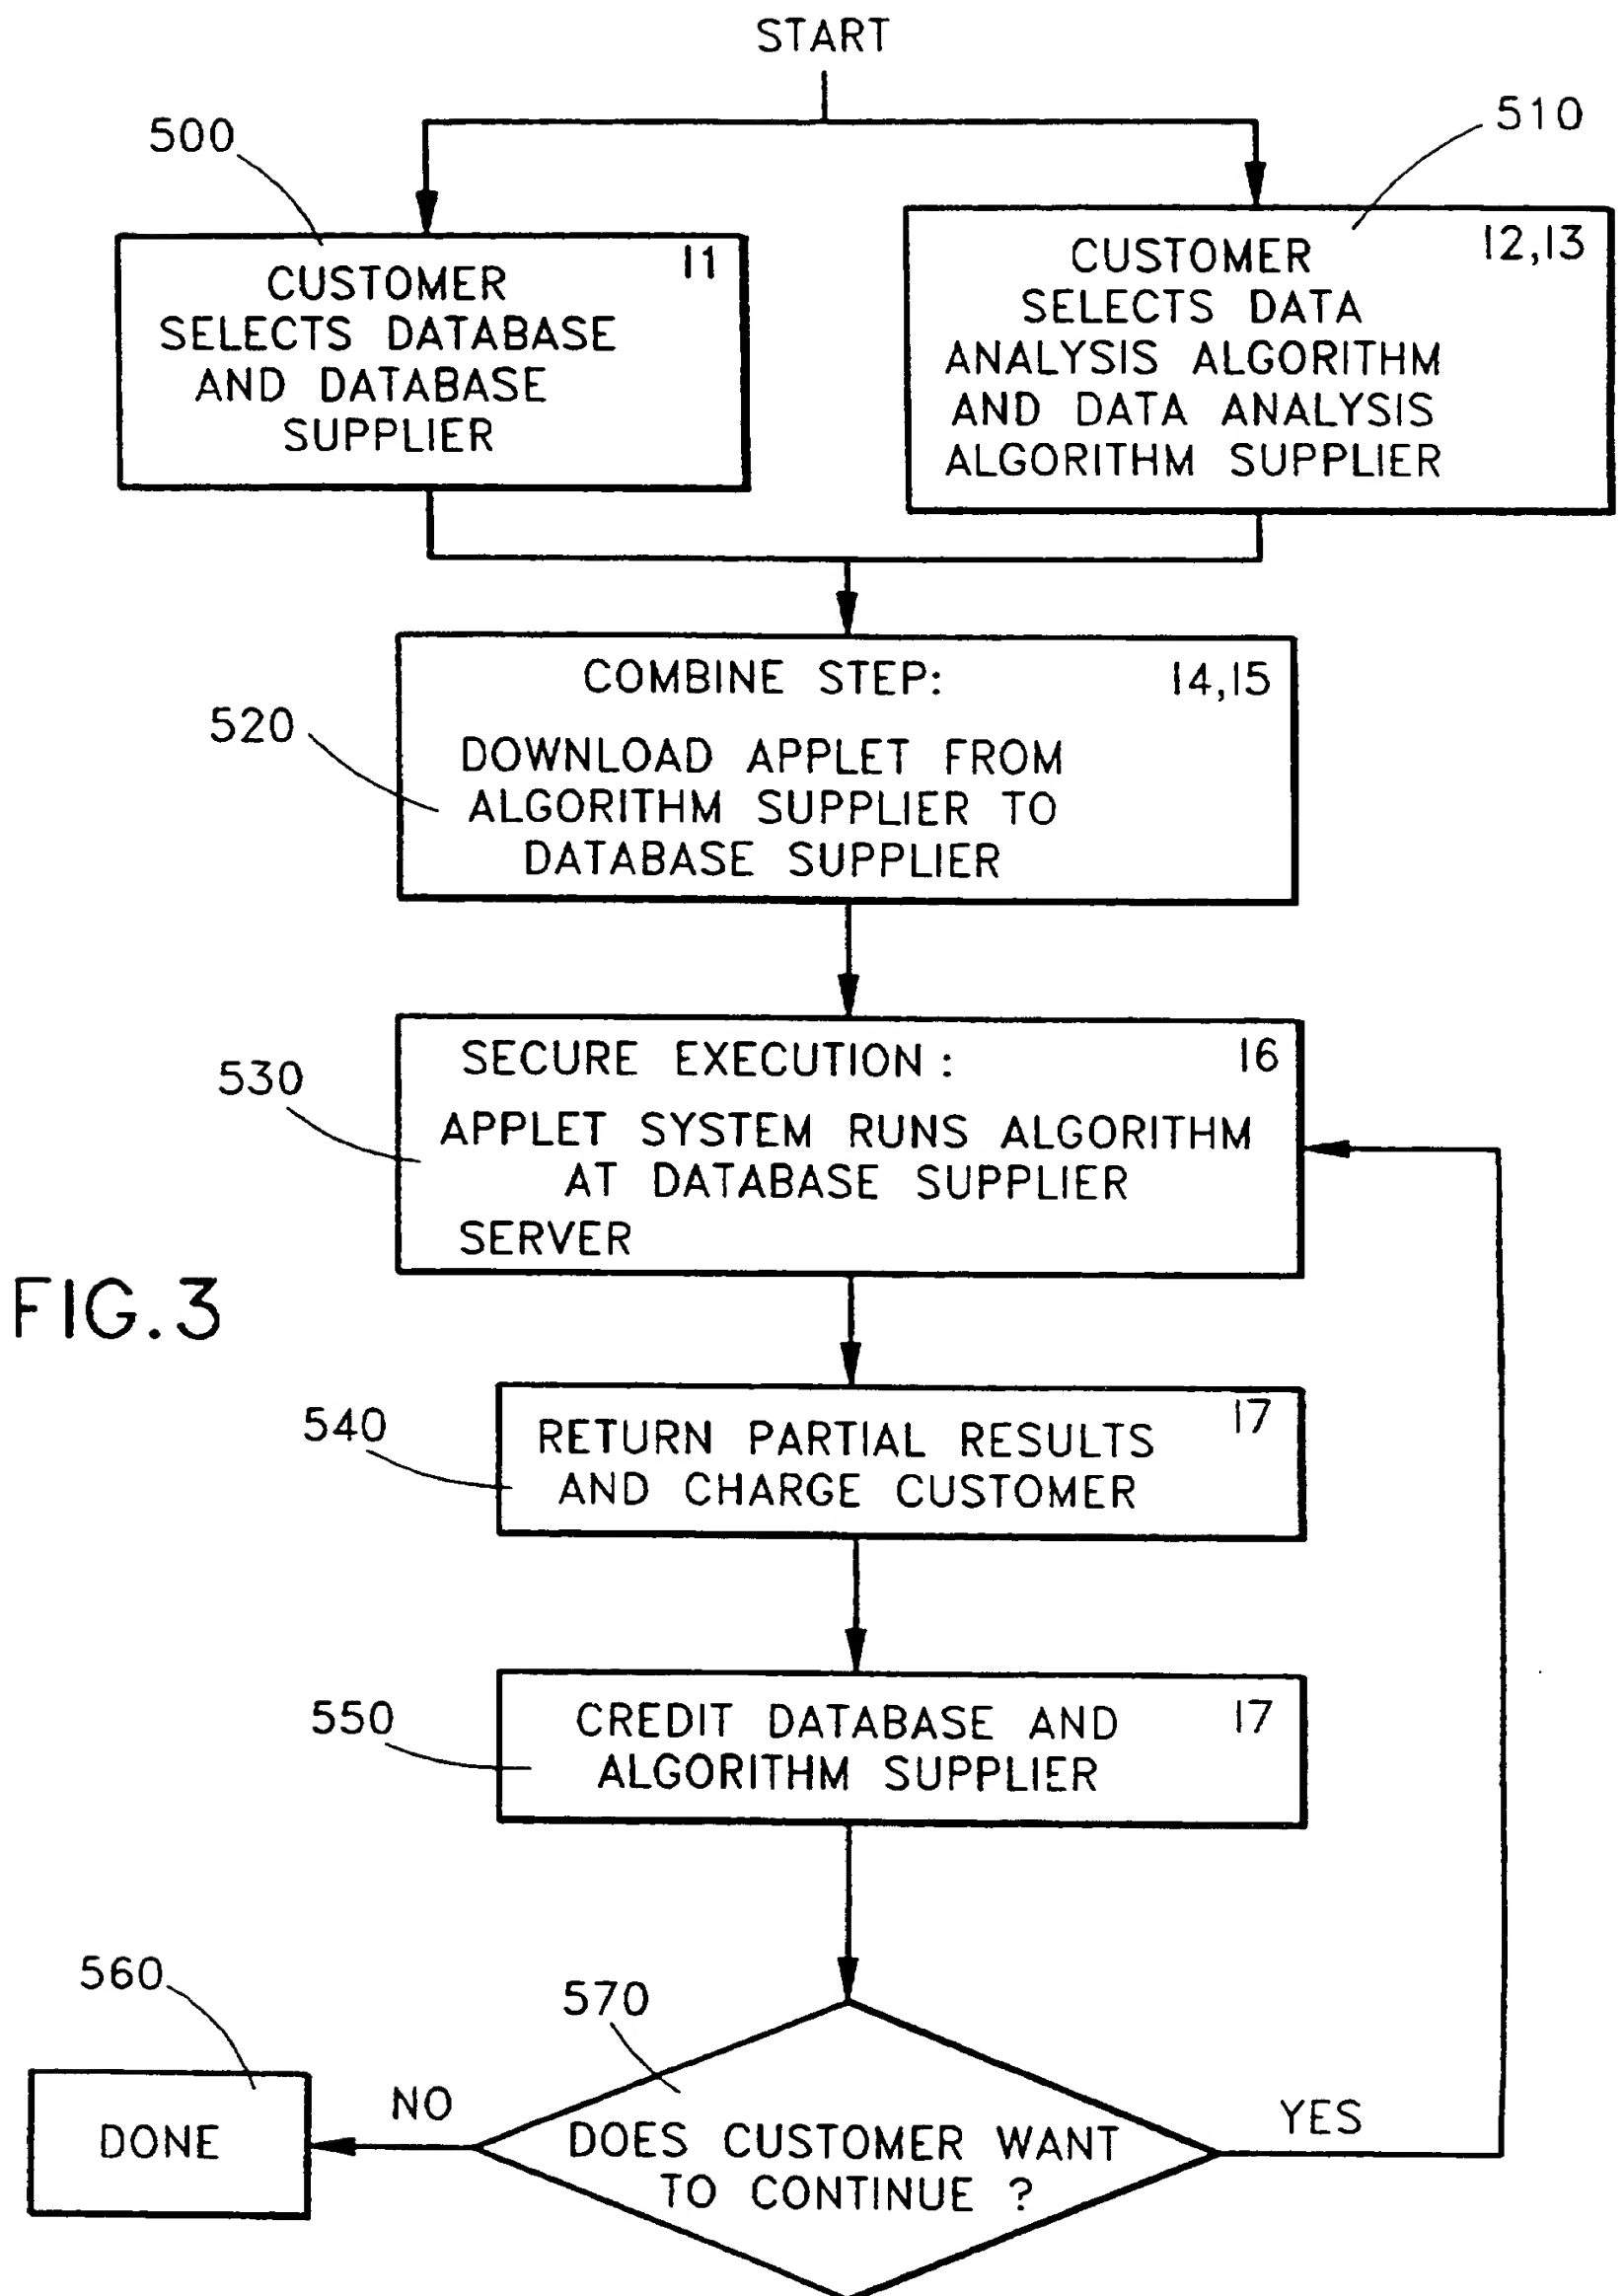 START
500
510
11
CUSTOMER
SELECTS DATABASE
AND DATABASE
SUPPLIER
12,13
CUSTOMER
SELECTS DATA
ANALYSIS ALGORITHM
AND DATA ANALYSIS
ALGORITHM SUPPLIER
520
COMBINE STEP: 14,15
DOWNLOAD APPLET FROM
ALGORITHM SUPPLIER TO
DATABASE SUPPLIER
530
SECURE EXECUTION: 16
APPLET SYSTEM RUNS ALGORITHM
AT DATABASE SUPPLIER
SERVER
FIG.3
540
17
RETURN PARTIAL RESULTS
AND CHARGE CUSTOMER
550
CREDIT DATABASE AND 17
ALGORITHM SUPPLIER
560
570
DONE
NO
DOES CUSTOMER WANT
TO CONTINUE ?
YES